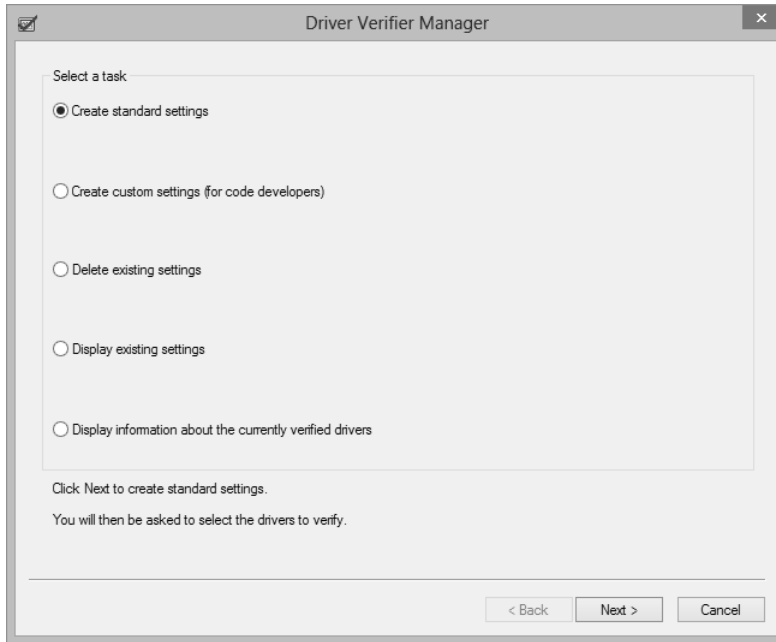 Driver Verifier Manager
Select a task
Create standard settings
Create custom settings (for code developers)
Delete existing settings
Display existing settings
Display information about the currently verified drivers
Click Next to create standard settings.
You will then be asked to select the drivers to verify.
< Back Next > Cancel